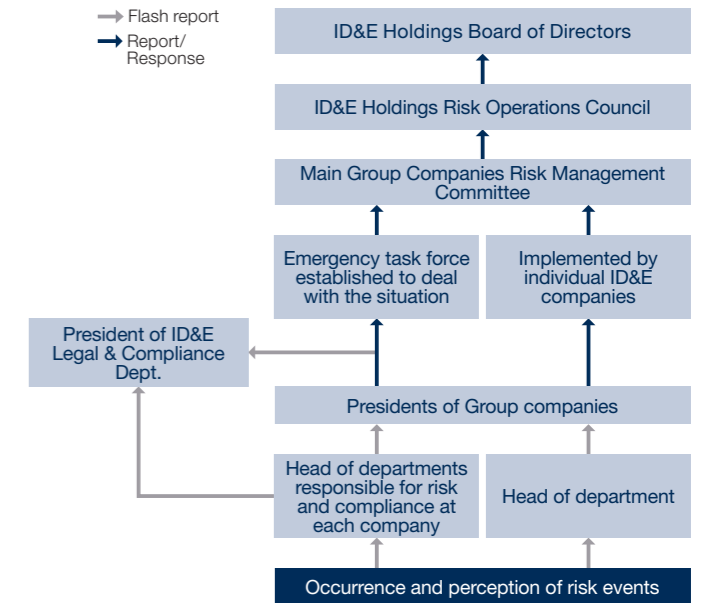 Flash report
Report/
Response
ID&E Holdings Board of Directors
ID&E Holdings Risk Operations Council
Main Group Companies Risk Management
Committee
Emergency task force
established to deal
with the situation
Implemented by
individual ID&E
companies
President of ID&E
Legal & Compliance
Dept.
Presidents of Group companies
Head of departments
responsible for risk
and compliance at
each company
Head of department
Occurrence and perception of risk events